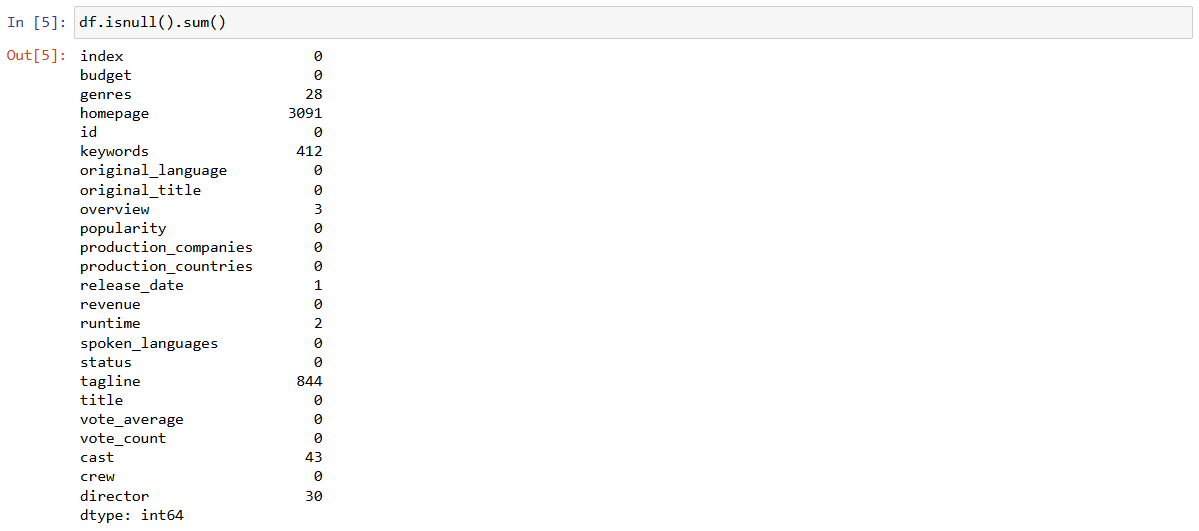 In [5]: df.isnull().sum()
Out[5]: index 0
budget 0
genres 28
homepage 3091
id 0
keywords 412
original_language 0
original_title 0
overview 3
popularity 0
production_companies 0
production_countries 0
release_date 1
revenue 0
runtime 2
spoken_languages 0
status 0
tagline 844
title 0
vote_average 0
vote_count 0
cast 43
crew 0
director 30
dtype: int64